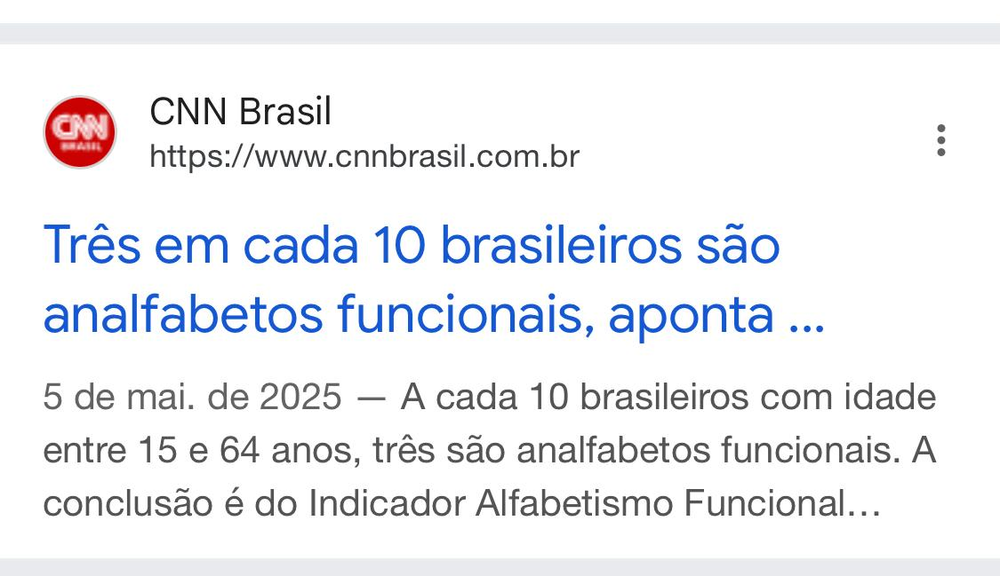 CNN BRASIL
CNN Brasil
https://www.cnnbrasil.com.br
Três em cada 10 brasileiros são
analfabetos funcionais, aponta ...
5 de mai. de 2025 — A cada 10 brasileiros com idade
entre 15 e 64 anos, três são analfabetos funcionais. A
conclusão é do Indicador Alfabetismo Funcional...